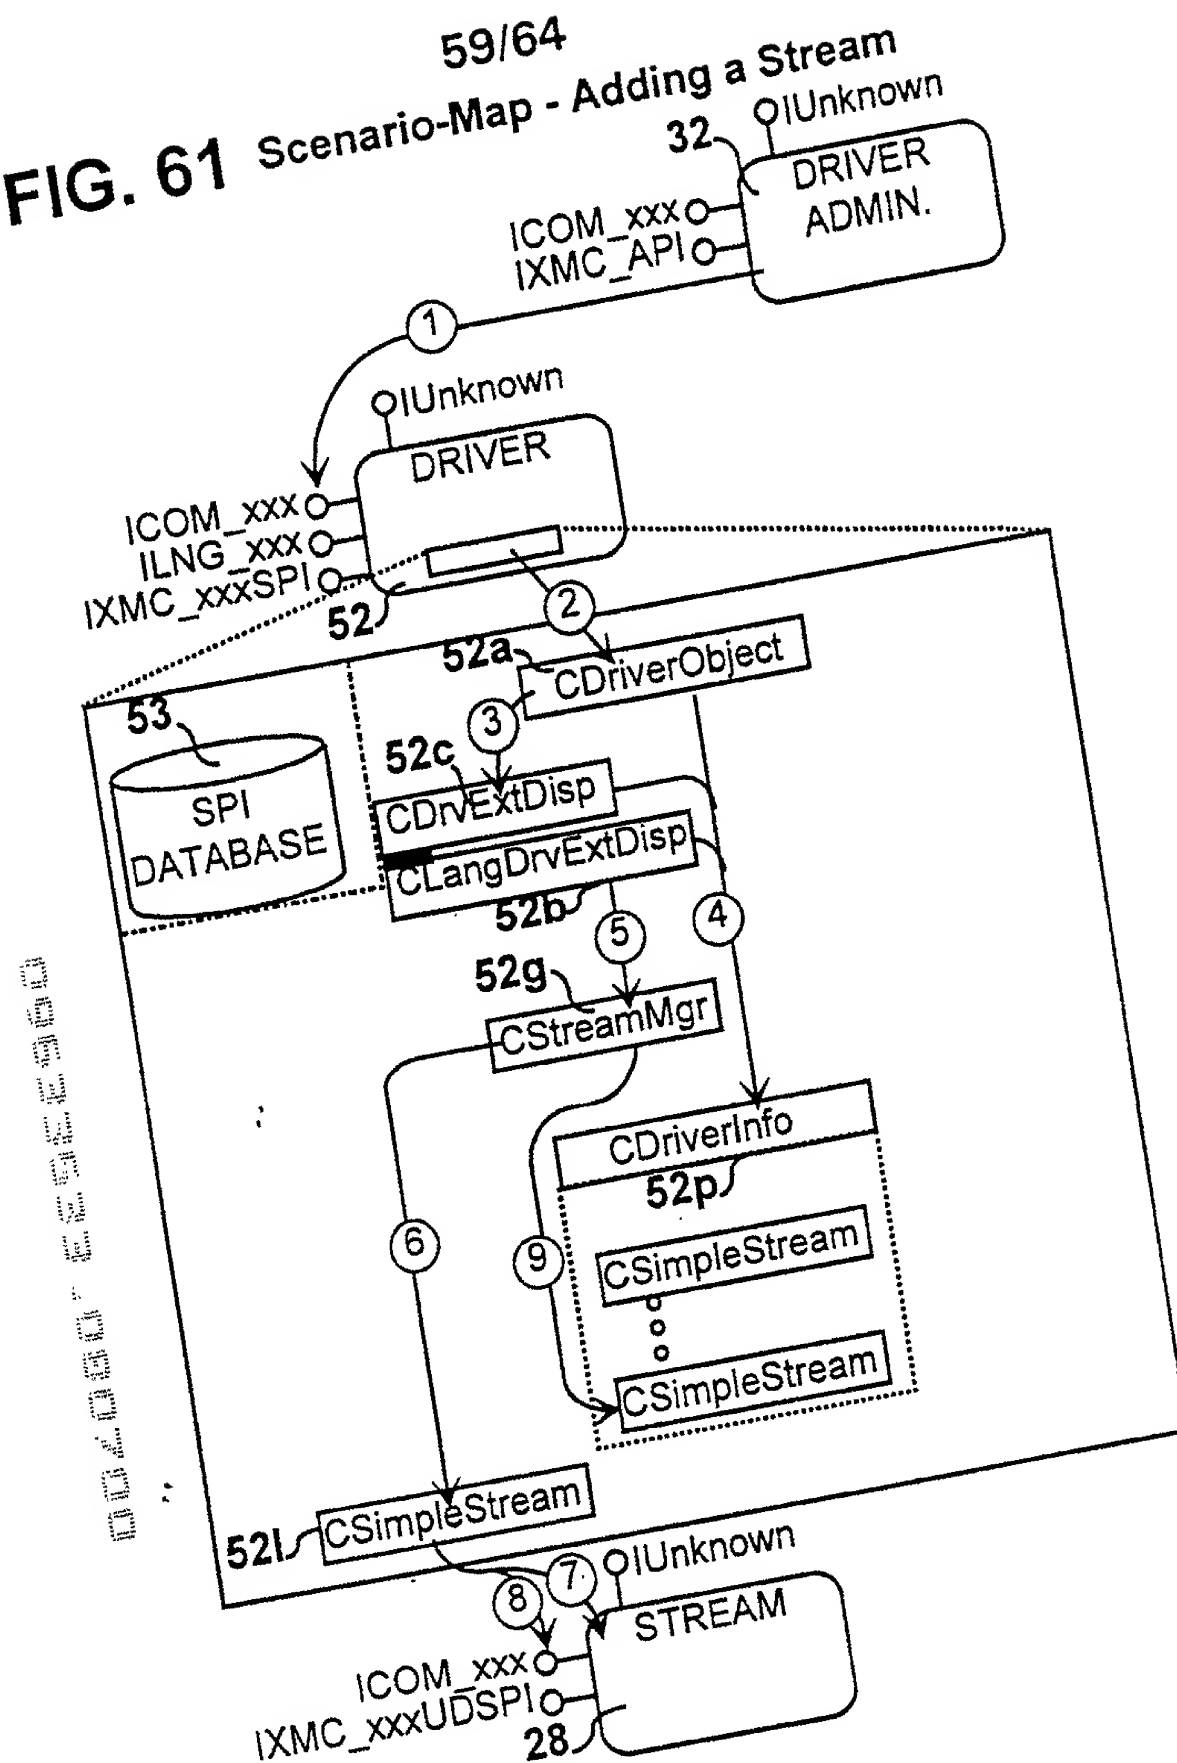 59/64
FIG. 61 Scenario-Map - Adding a Stream
IUnknown
32
DRIVER
ADMIN.
ICOM_xxx
IXMC_API
1
IUnknown
DRIVER
ICOM_xxx
ILNG_xxx
IXMC_xxxSPI
52
2
52a
CDriverObject
53
3
52c
SPI
DATABASE
CDrvExtDisp
CLangDrvExtDisp
52b
5
4
52g
CStreamMgr
CDriverInfo
52p
6
9
CSimpleStream
CSimpleStream
CSimpleStream
52l
IUnknown
7
8
STREAM
ICOM_xxx
IXMC_xxxUDSPI
28
09633633.080700